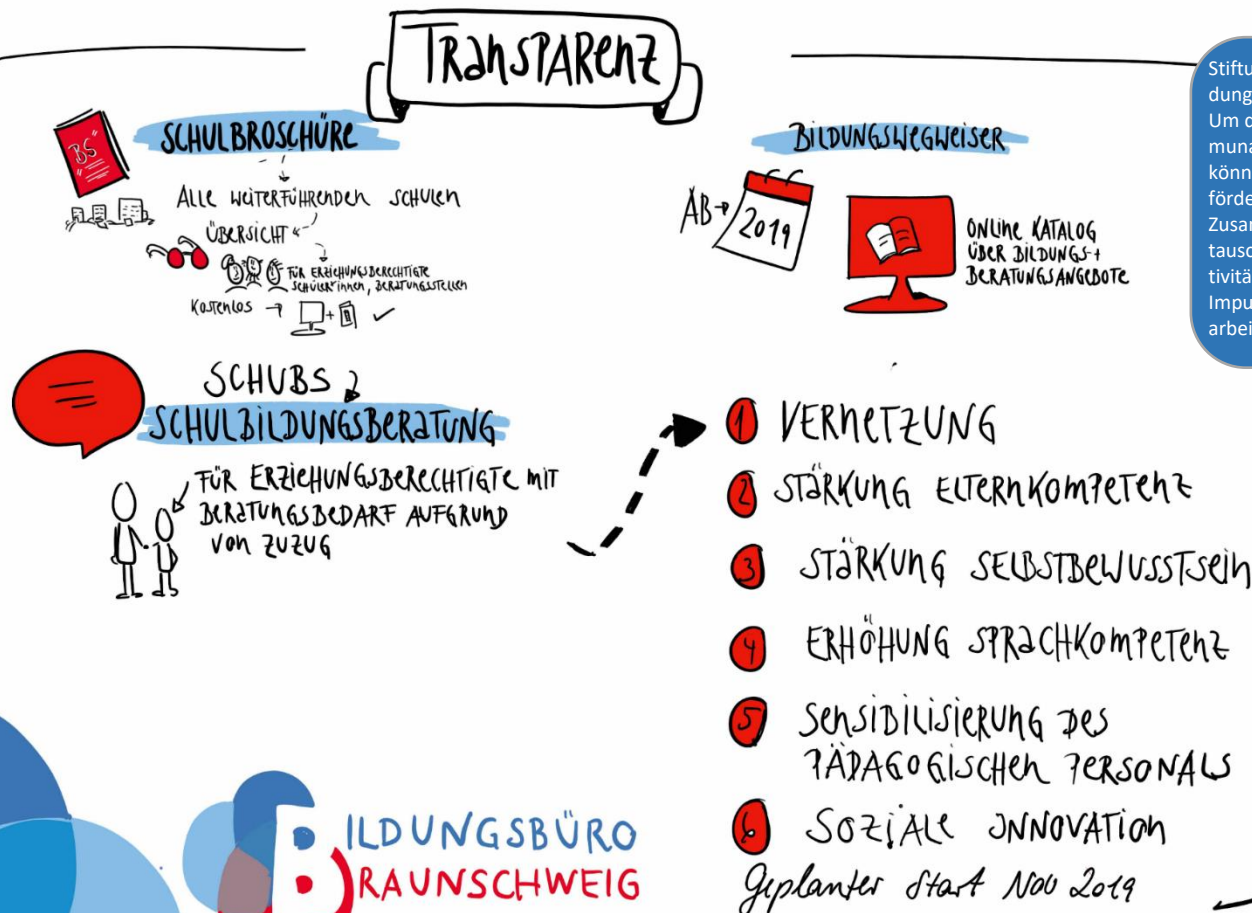 TRANSPARENZ
"BS"
SCHULBROSCHÜRE
ALLE WEITERFÜHRENDEN SCHULEN
ÜBERSICHT
FÜR ERZIEHUNGSBERECHTIGTE
SCHÜLER*INNEN, BERATUNGSSTELLEN
KOSTENLOS
BILDUNGSWEGWEISER
AB
2019
ONLINE KATALOG
ÜBER BILDUNGS+
BERATUNGSANGEBOTE
Stiftu
dung
Um d
muna
könn
förde
Zusar
tausc
tivitä
Impu
arbei
SCHUBS
SCHULBILDUNGSBERATUNG
FÜR ERZIEHUNGSBERECHTIGTE MIT
BERATUNGSBEDARF AUFGRUND
VON ZUZUG
1 VERNETZUNG
2 STÄRKUNG ELTERNKOMPETENZ
3 STÄRKUNG SELBSTBEWUSSTSEIN
4 ERHÖHUNG SPRACHKOMPETENZ
5 SENSIBILISIERUNG DES
PÄDAGOGISCHEN PERSONALS
6 SOZIALE INNOVATION
Geplanter Start Nov 2019
BILDUNGSBÜRO
BRAUNSCHWEIG